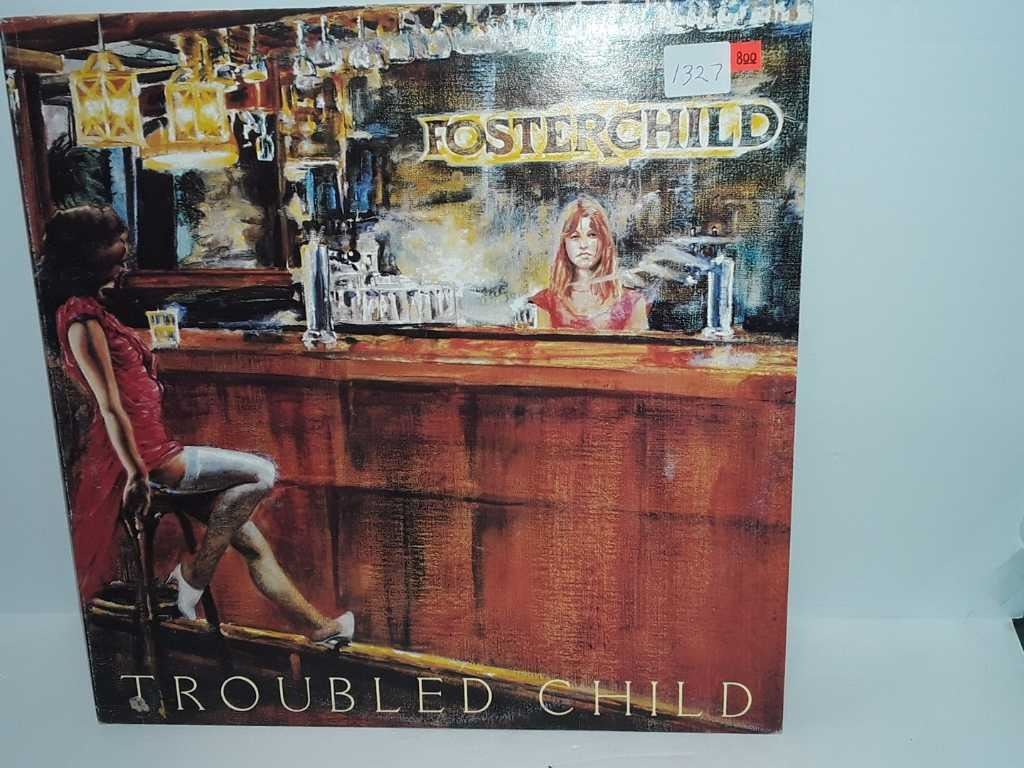 1327
800
FOSTERCHILD
TROUBLED CHILD